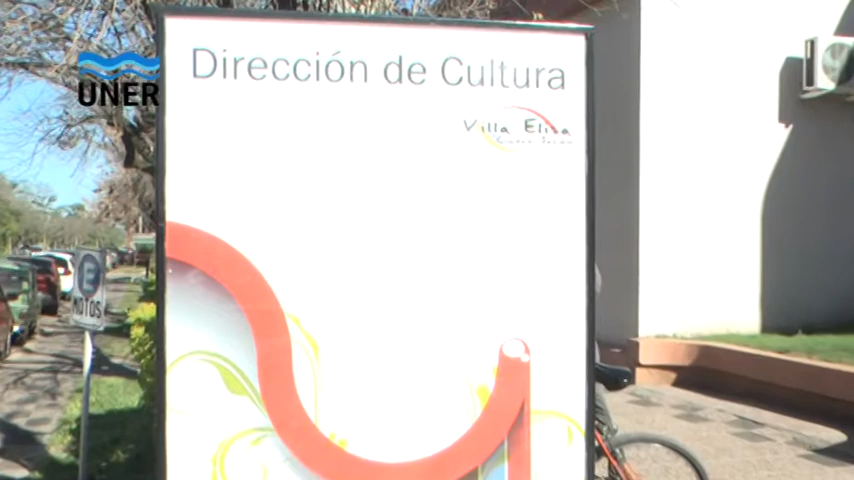 Dirección de Cultura
UNER
Villa Elisa
E
MOTOS